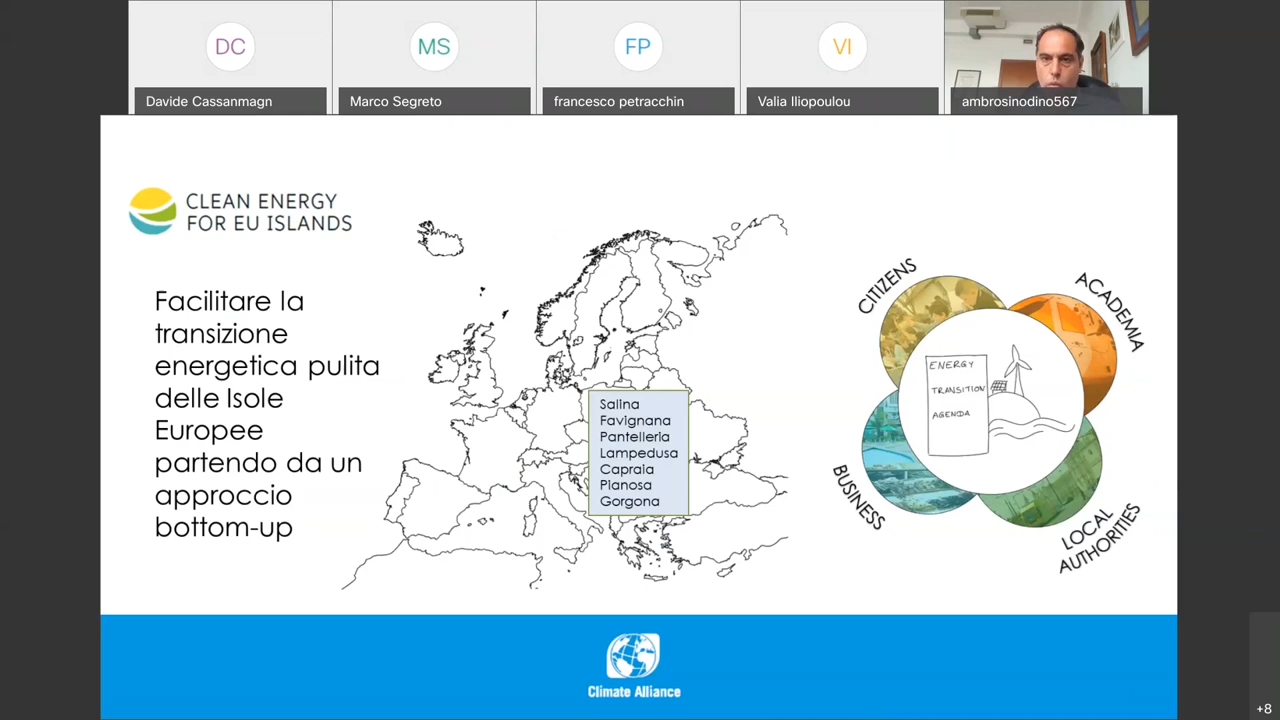 DC
MS
FP
VI
Davide Cassanmagn
Marco Segreto
francesco petracchin
Valia Iliopoulou
ambrosinodino567
CLEAN ENERGY
FOR EU ISLANDS
Facilitare la
transizione
energetica pulita
delle Isole
Europee
partendo da un
approccio
bottom-up
Salina
Favignana
Pantelleria
Lampedusa
Capraia
Pianosa
Gorgona
CITIZENS
ACADEMIA
ENERGY
TRANSITION
AGENDA
BUSINESS
LOCAL
AUTHORITIES
Climate Alliance
+8